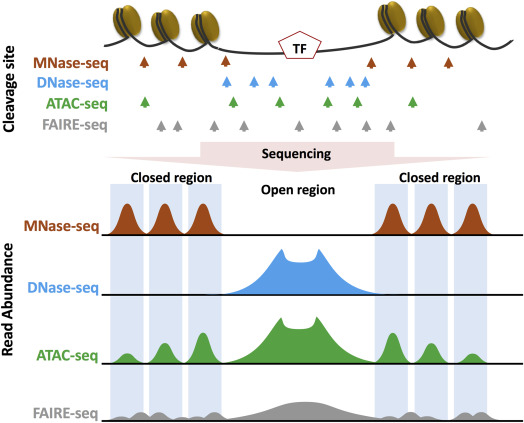 TF
Cleavage site
MNase-seq
DNase-seq
ATAC-seq
FAIRE-seq
Sequencing
Closed region
Open region
Closed region
Read Abundance
MNase-seq
DNase-seq
ATAC-seq
FAIRE-seq